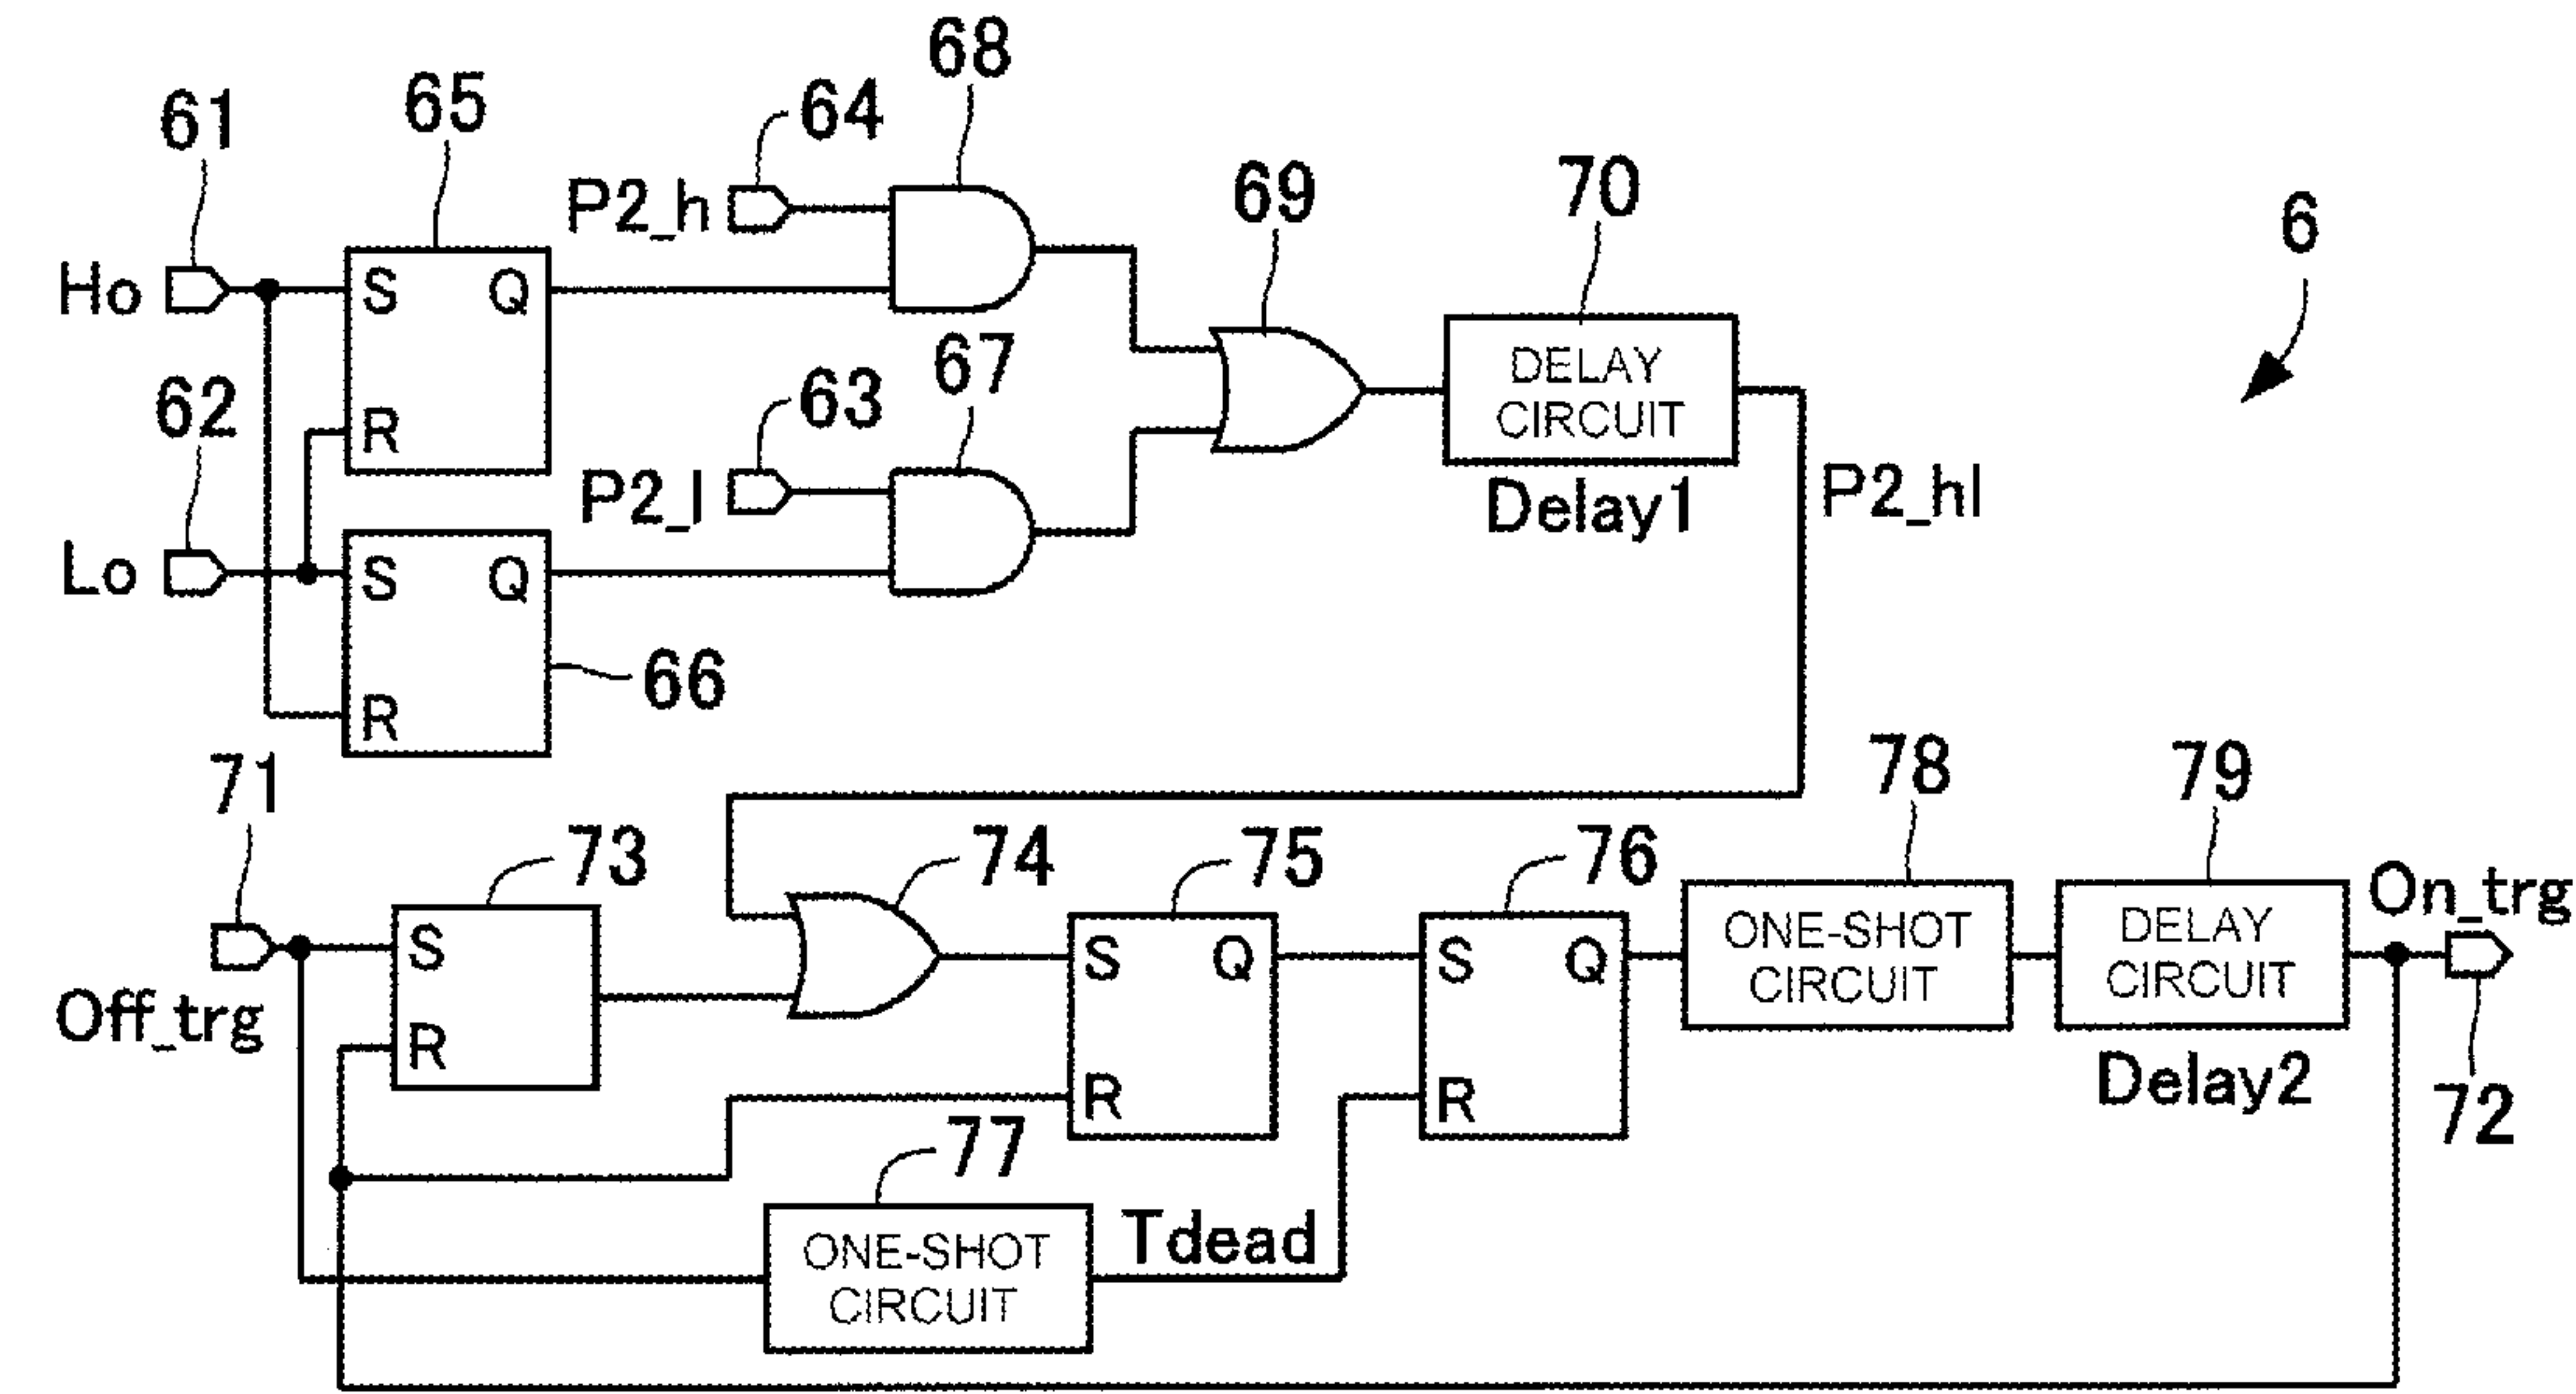 68
65
64
61
P2_h
69
70
6
Ho
S Q
DELAY
CIRCUIT
67
63
62
R
P2_l
Delay1
P2_hl
Lo
S Q
66
R
71
78
79
73
74
75
76
On_trg
S
S Q
S Q
ONE-SHOT
CIRCUIT
DELAY
CIRCUIT
Off_trg
R
R
R
Delay2
72
77
Tdead
ONE-SHOT
CIRCUIT